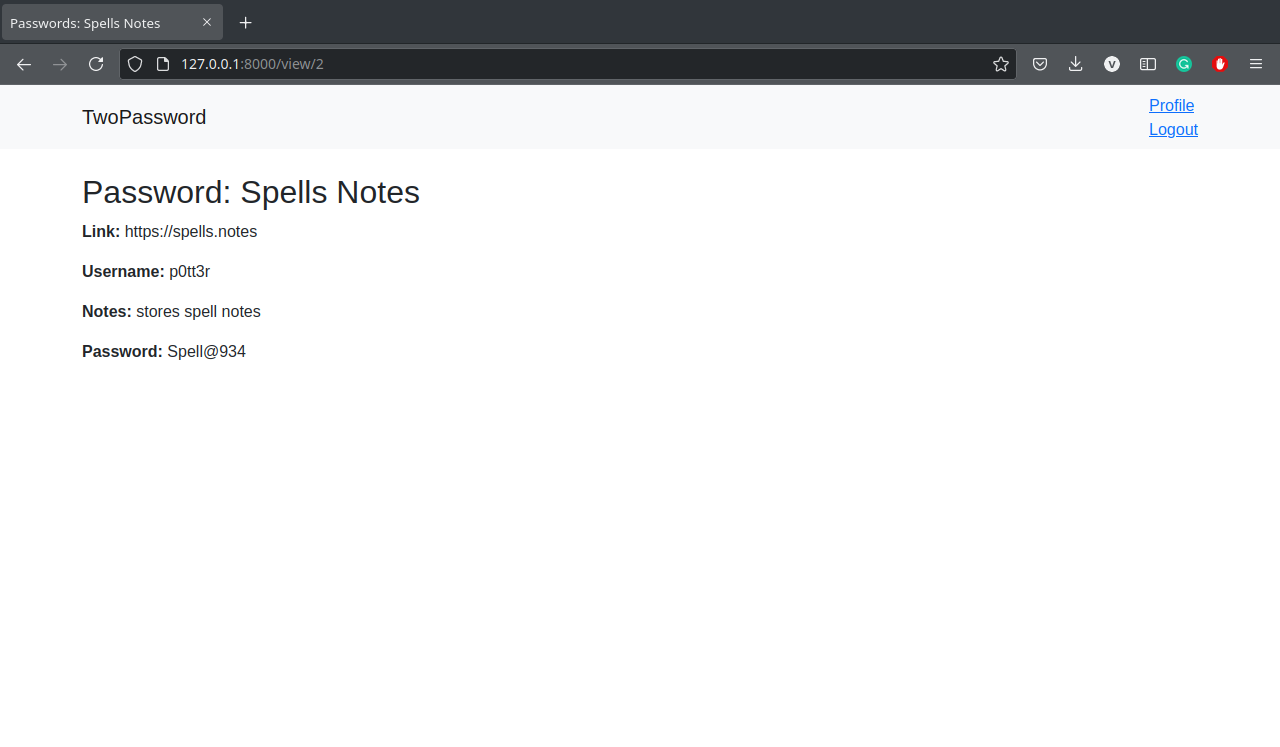 Passwords: Spells Notes
127.0.0.1:8000/view/2
TwoPassword
Profile
Logout
Password: Spells Notes
Link: https://spells.notes
Username: p0tt3r
Notes: stores spell notes
Password: Spell@934